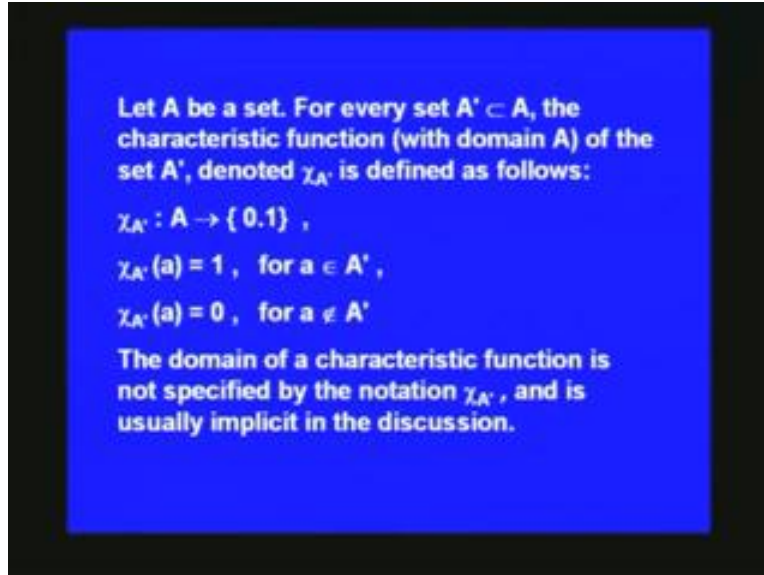 Let A be a set. For every set A' ⊂ A, the
characteristic function (with domain A) of the
set A', denoted χA' is defined as follows:
χA' : A → { 0.1} ,
χA' (a) = 1 , for a ∈ A' ,
χA' (a) = 0 , for a ∉ A'
The domain of a characteristic function is
not specified by the notation χA' , and is
usually implicit in the discussion.